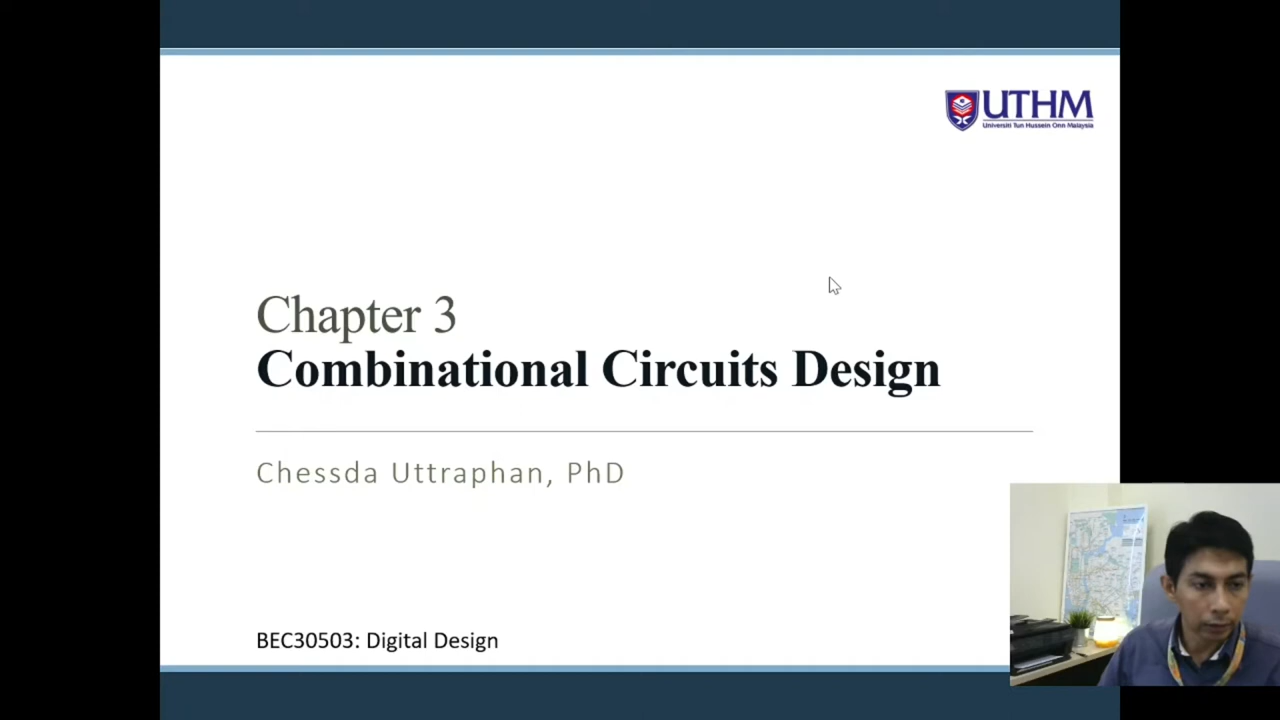 UTHM
Universiti Tun Hussein Onn Malaysia
Chapter 3
Combinational Circuits Design
Chessda Uttraphan, PhD
BEC30503: Digital Design